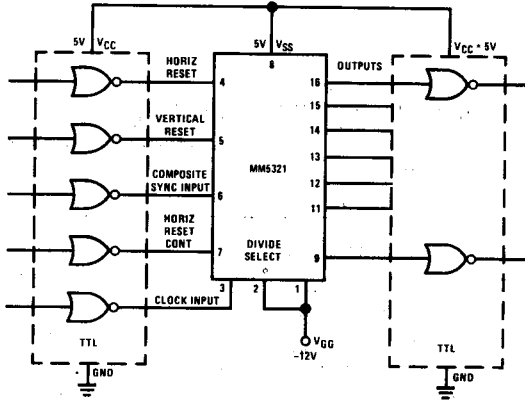 5V VCC
5V VSS
VCC = 5V
8
HORIZ
RESET
4
OUTPUTS
16
15
VERTICAL
RESET
5
14
MM5321
13
COMPOSITE
SYNC INPUT
6
12
11
HORIZ
RESET
CONT
7
DIVIDE
SELECT
9
CLOCK INPUT
3
2
1
VGG
-12V
TTL
TTL
GND
GND